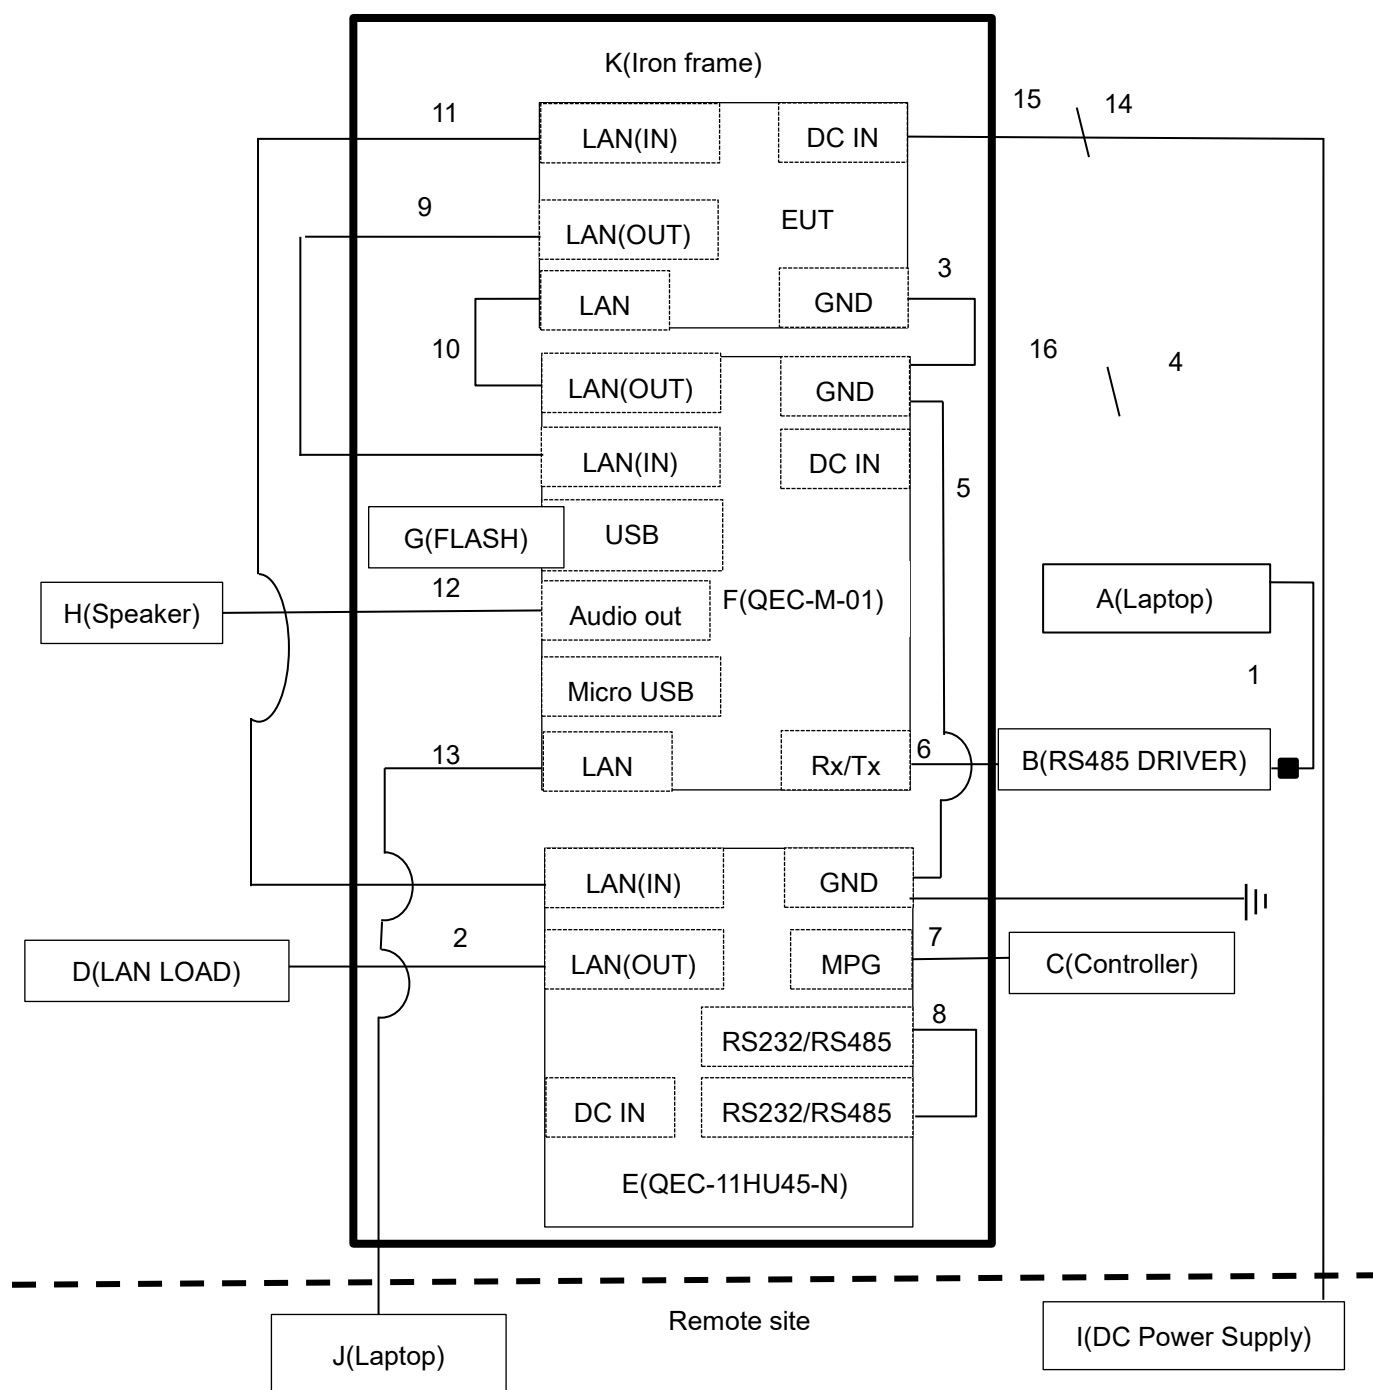 K(Iron frame)
11
LAN(IN)
DC IN
15
14
9
LAN(OUT)
EUT
3
LAN
GND
10
LAN(OUT)
GND
16
4
LAN(IN)
DC IN
5
G(FLASH)
USB
12
H(Speaker)
Audio out
F(QEC-M-01)
A(Laptop)
Micro USB
1
13
LAN
Rx/Tx
6
B(RS485 DRIVER)
LAN(IN)
GND
2
7
D(LAN LOAD)
LAN(OUT)
MPG
C(Controller)
8
RS232/RS485
DC IN
RS232/RS485
E(QEC-11HU45-N)
Remote site
J(Laptop)
I(DC Power Supply)